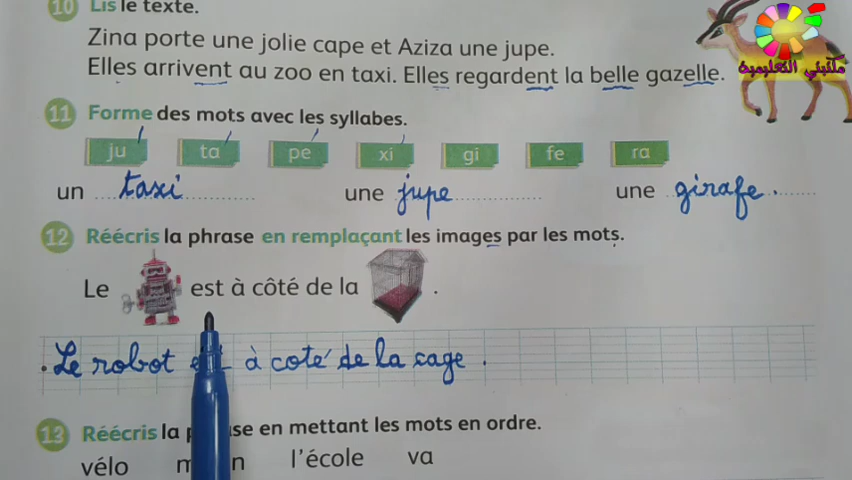 10 Lis le texte.
Zina porte une jolie cape et Aziza une jupe.
Elles arrivent au zoo en taxi. Elles regardent la belle gazelle.
مكتبتي التعليمية
11 Forme des mots avec les syllabes.
ju ta pe xi gi fe ra
un taxi une jupe une girafe.
12 Réécris la phrase en remplaçant les images par les mots.
Le est à côté de la .
Le robot à coté de la cage .
13 Réécris la en mettant les mots en ordre.
vélo l'école va